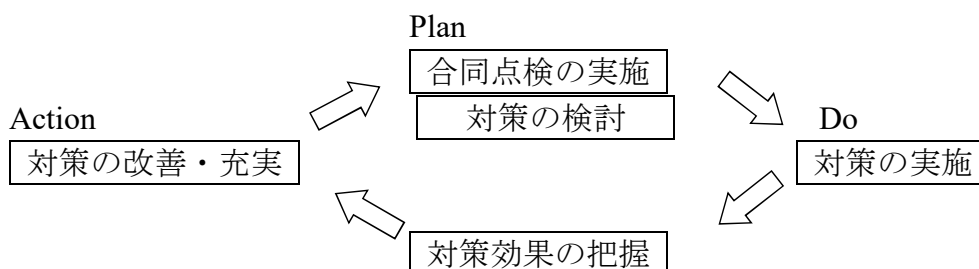 Plan
合同点検の実施
対策の検討
Action
対策の改善・充実
Do
対策の実施
対策効果の把握